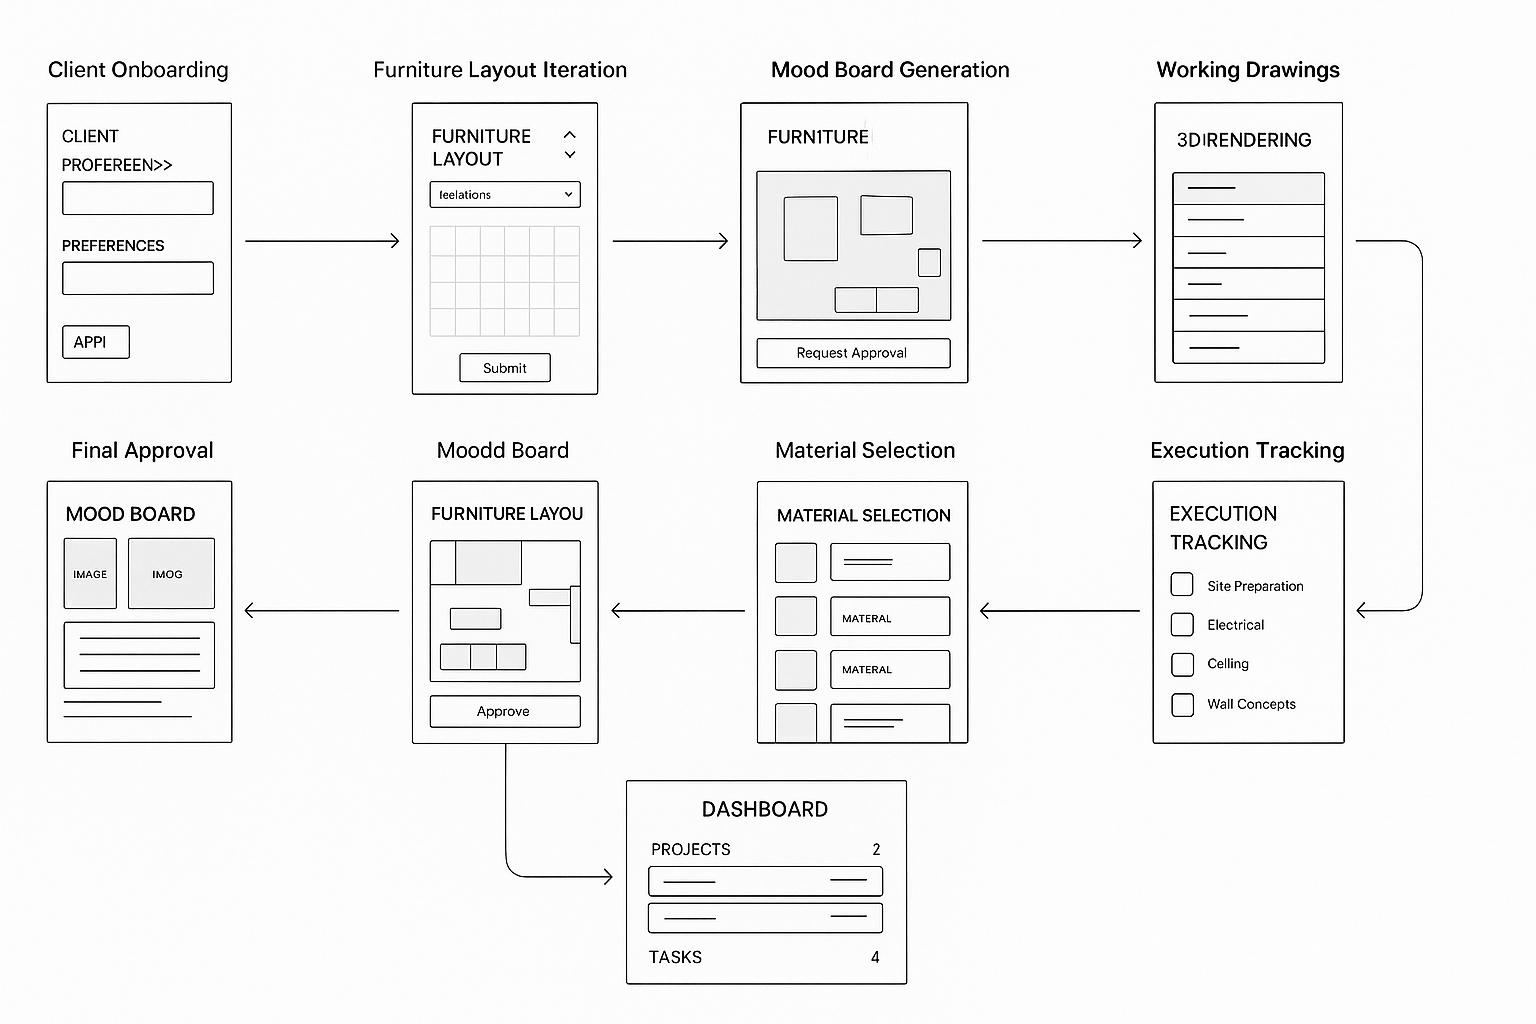 Client Onboarding
CLIENT
PROFEREEN>>
PREFERENCES
APPI
Furniture Layout Iteration
FURNITURE
LAYOUT
feelations
Submit
Mood Board Generation
FURN1TURE
Request Approval
Working Drawings
3DIRENDERING
Final Approval
MOOD BOARD
IMAGE
IMOG
Moodd Board
FURNITURE LAYOU
Approve
Material Selection
MATERIAL SELECTION
MATERAL
MATERAL
Execution Tracking
EXECUTION
TRACKING
Site Preparation
Electrical
Celling
Wall Concepts
DASHBOARD
PROJECTS 2
TASKS 4